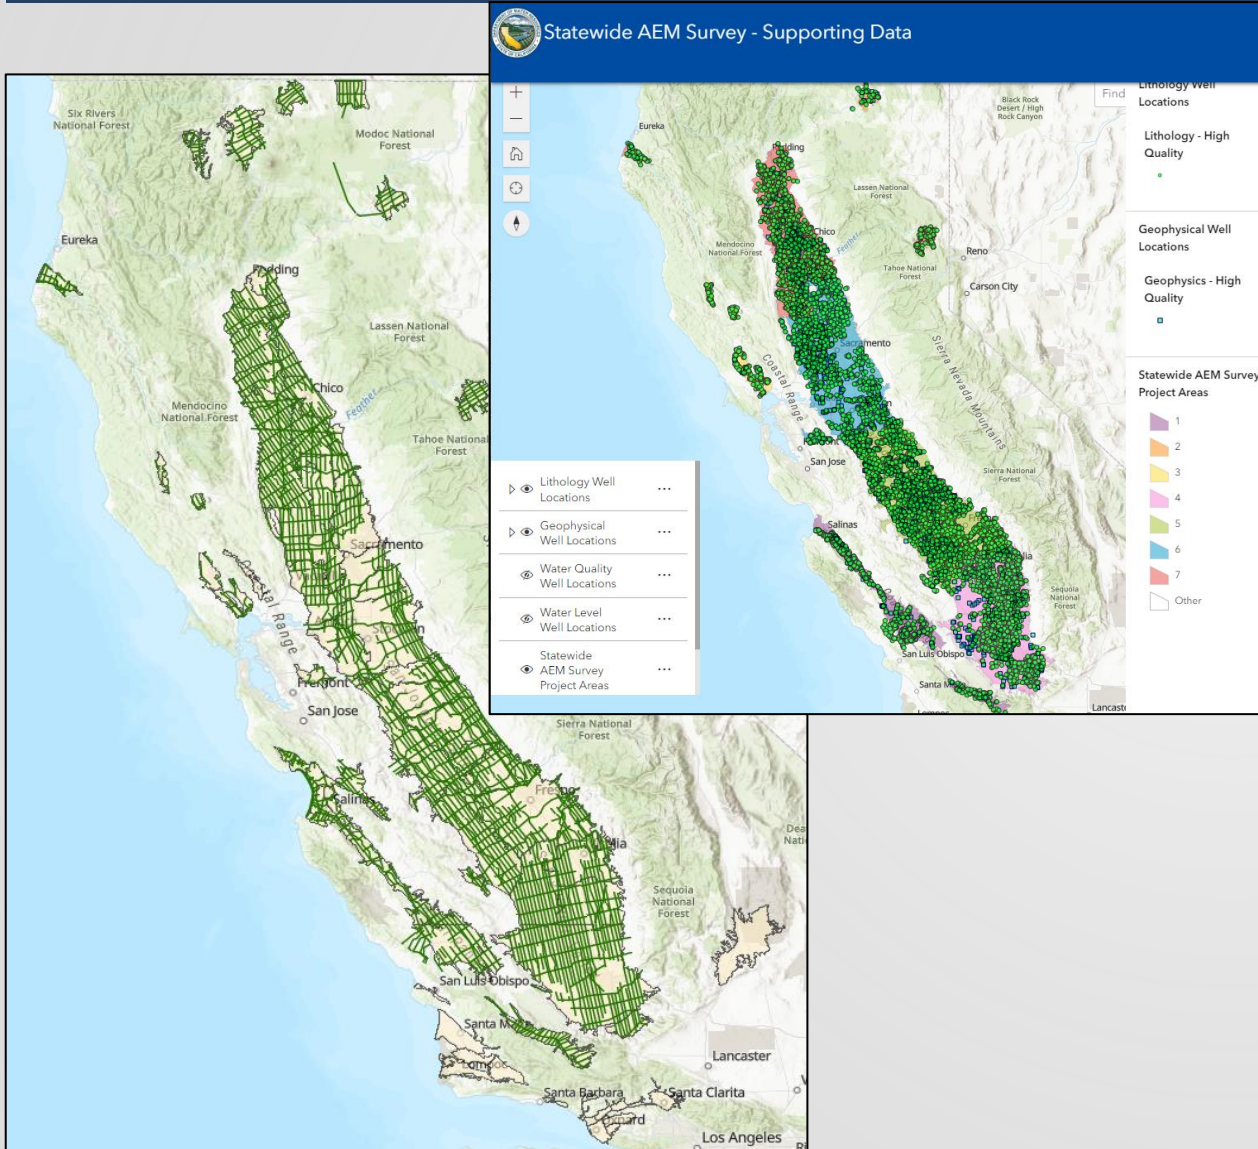 Statewide AEM Survey - Supporting Data
Six Rivers
National Forest
Modoc National
Forest
Eureka
Redding
Lassen National
Forest
Chico
Feather
Mendocino
National Forest
Tahoe National
Forest
Sacramento
Coastal Range
Fremont
San Jose
Sierra National
Forest
Salinas
Fresno
Sequoia
National
Forest
San Luis Obispo
Santa M
Lompoc
Lancaster
Santa Barbara
Santa Clarita
Oxnard
Los Angeles
+
−
Find
Eureka
Black Rock
Desert / High
Rock Canyon
Redding
Lassen National
Forest
Chico
Feather
Mendocino
National Forest
Reno
Tahoe National
Forest
Carson City
Sacramento
Coastal Range
Sierra Nevada Mountains
San Jose
Sierra National
Forest
Salinas
Sequoia
National
Forest
San Luis Obispo
Santa M
Lancast
Lithology Well
Locations
Geophysical
Well Locations
Water Quality
Well Locations
Water Level
Well Locations
Statewide
AEM Survey
Project Areas
Lithology Well
Locations
Lithology - High
Quality
Geophysical Well
Locations
Geophysics - High
Quality
Statewide AEM Survey
Project Areas
1
2
3
4
5
6
7
Other